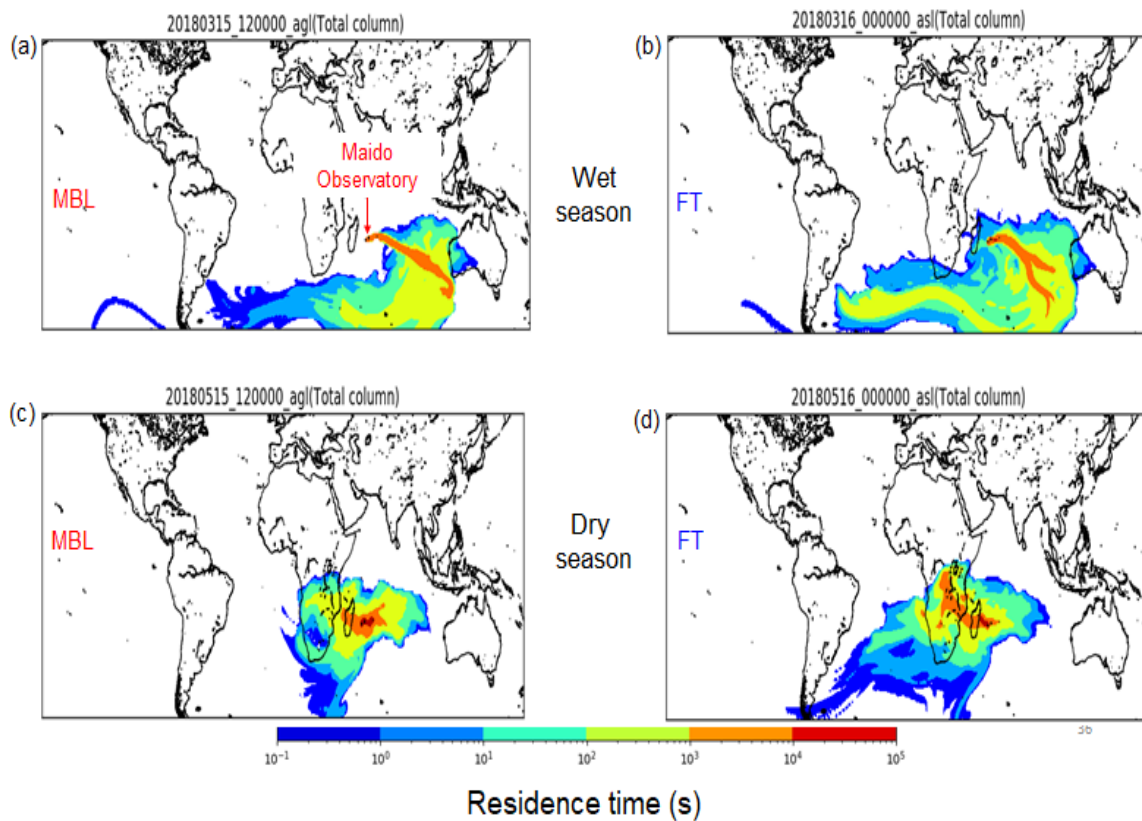 20180315_120000_agl(Total column)
20180316_000000_asl(Total column)
(a)
(b)
Maido
Observatory
MBL
Wet
season
FT
20180515_120000_agl(Total column)
20180516_000000_asl(Total column)
(c)
(d)
MBL
Dry
season
FT
36
10⁻¹ 10⁰ 10¹ 10² 10³ 10⁴ 10⁵
Residence time (s)